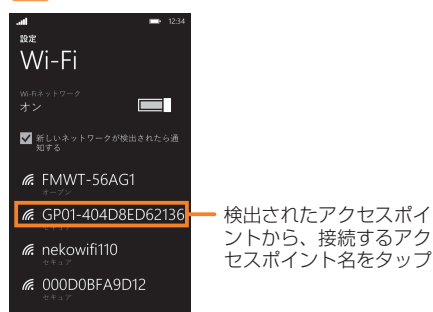 12:34
設定
Wi-Fi
Wi-Fiネットワーク
オン
新しいネットワークが検出されたら通
知する
FMWT-56AG1
オープン
GP01-404D8ED62136
セキュア
nekowifi110
セキュア
000D0BFA9D12
セキュア
検出されたアクセスポイ
ントから、接続するアク
セスポイント名をタップ